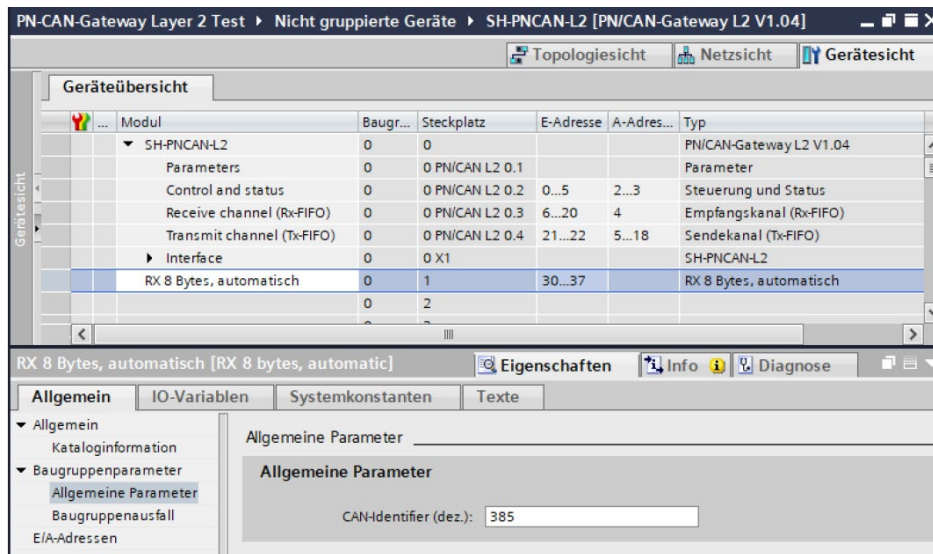 PN-CAN-Gateway Layer 2 Test ▸ Nicht gruppierte Geräte ▸ SH-PNCAN-L2 [PN/CAN-Gateway L2 V1.04]
Topologiesicht Netzsicht Gerätesicht
Gerätesicht
Geräteübersicht
... Modul Baugr... Steckplatz E-Adresse A-Adres... Typ
SH-PNCAN-L2 0 0 PN/CAN-Gateway L2 V1.04
Parameters 0 0 PN/CAN L2 0.1 Parameter
Control and status 0 0 PN/CAN L2 0.2 0...5 2...3 Steuerung und Status
Receive channel (Rx-FIFO) 0 0 PN/CAN L2 0.3 6...20 4 Empfangskanal (Rx-FIFO)
Transmit channel (Tx-FIFO) 0 0 PN/CAN L2 0.4 21...22 5...18 Sendekanal (Tx-FIFO)
Interface 0 0 X1 SH-PNCAN-L2
RX 8 Bytes, automatisch 0 1 30...37 RX 8 Bytes, automatisch
0 2
RX 8 Bytes, automatisch [RX 8 bytes, automatic] Eigenschaften Info Diagnose
Allgemein IO-Variablen Systemkonstanten Texte
Allgemein
Kataloginformation
Baugruppenparameter
Allgemeine Parameter
Baugruppenausfall
E/A-Adressen
Allgemeine Parameter
Allgemeine Parameter
CAN-Identifier (dez.): 385